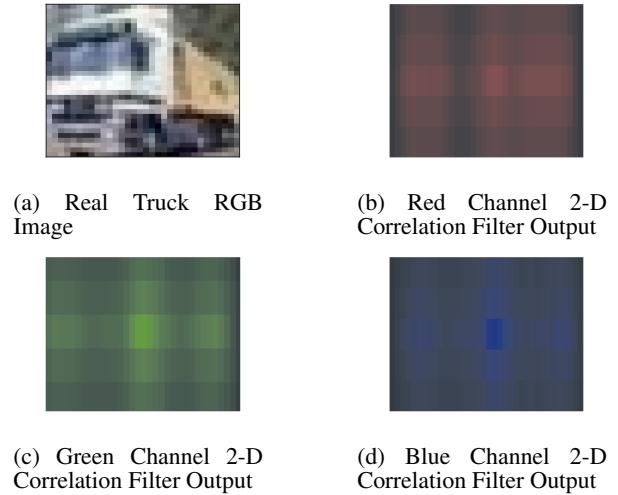 (a) Real Truck RGB
Image
(b) Red Channel 2-D
Correlation Filter Output
(c) Green Channel 2-D
Correlation Filter Output
(d) Blue Channel 2-D
Correlation Filter Output